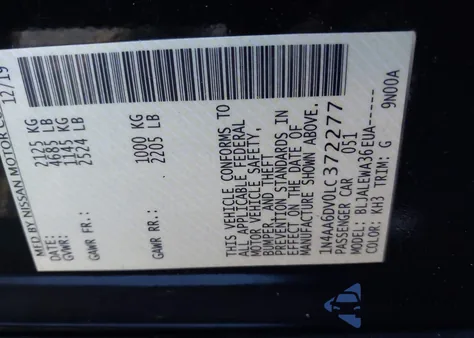 MFD BY NISSAN MOTOR CO 12/19
GVWR: 2125 KG
4685 LB
GAWR FR.: 1145 KG
2524 LB
GAWR RR.: 1000 KG
2205 LB
THIS VEHICLE CONFORMS TO
ALL APPLICABLE FEDERAL
MOTOR VEHICLE SAFETY,
BUMPER, AND THEFT
PREVENTION STANDARDS IN
EFFECT ON THE DATE OF
MANUFACTURE SHOWN ABOVE.
1N4AA6DV0LC372277
PASSENGER CAR 051
MODEL: BLJALEWA36EUA------
COLOR: KH3 TRIM: G 9N00A